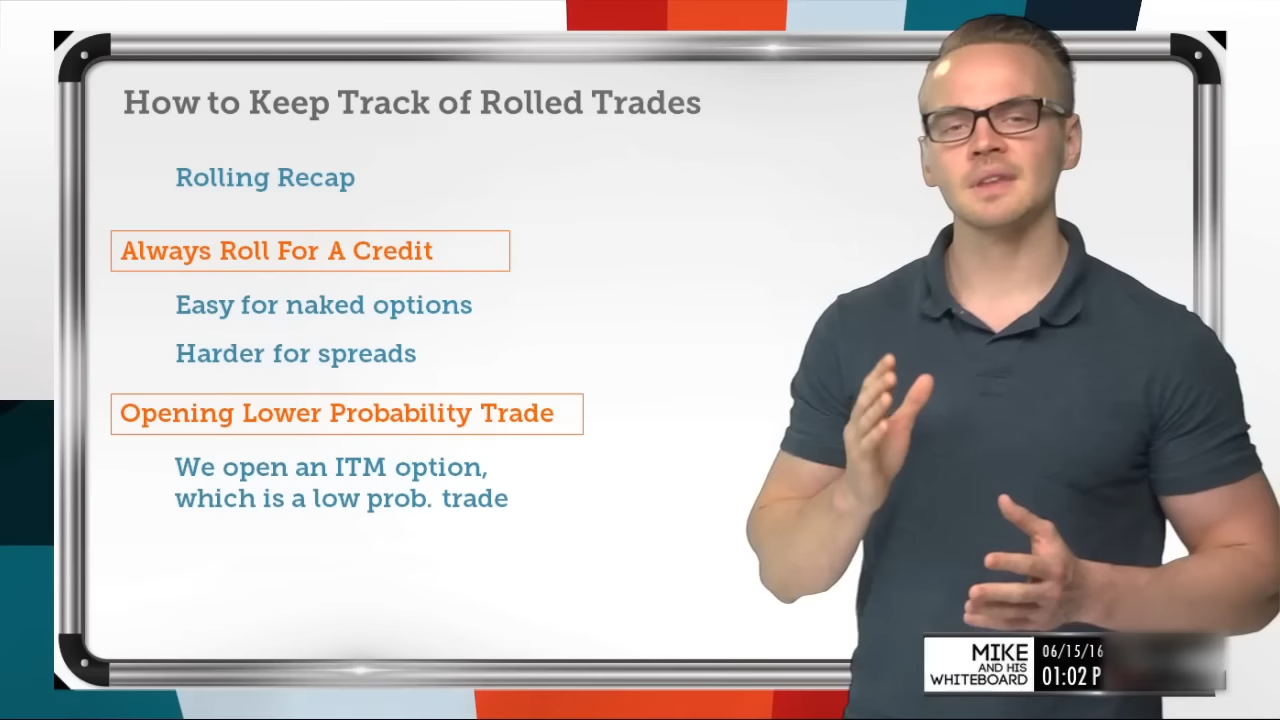 How to Keep Track of Rolled Trades
Rolling Recap
Always Roll For A Credit
Easy for naked options
Harder for spreads
Opening Lower Probability Trade
We open an ITM option,
which is a low prob. trade
MIKE
AND HIS
WHITEBOARD
06/15/16
01:02 P